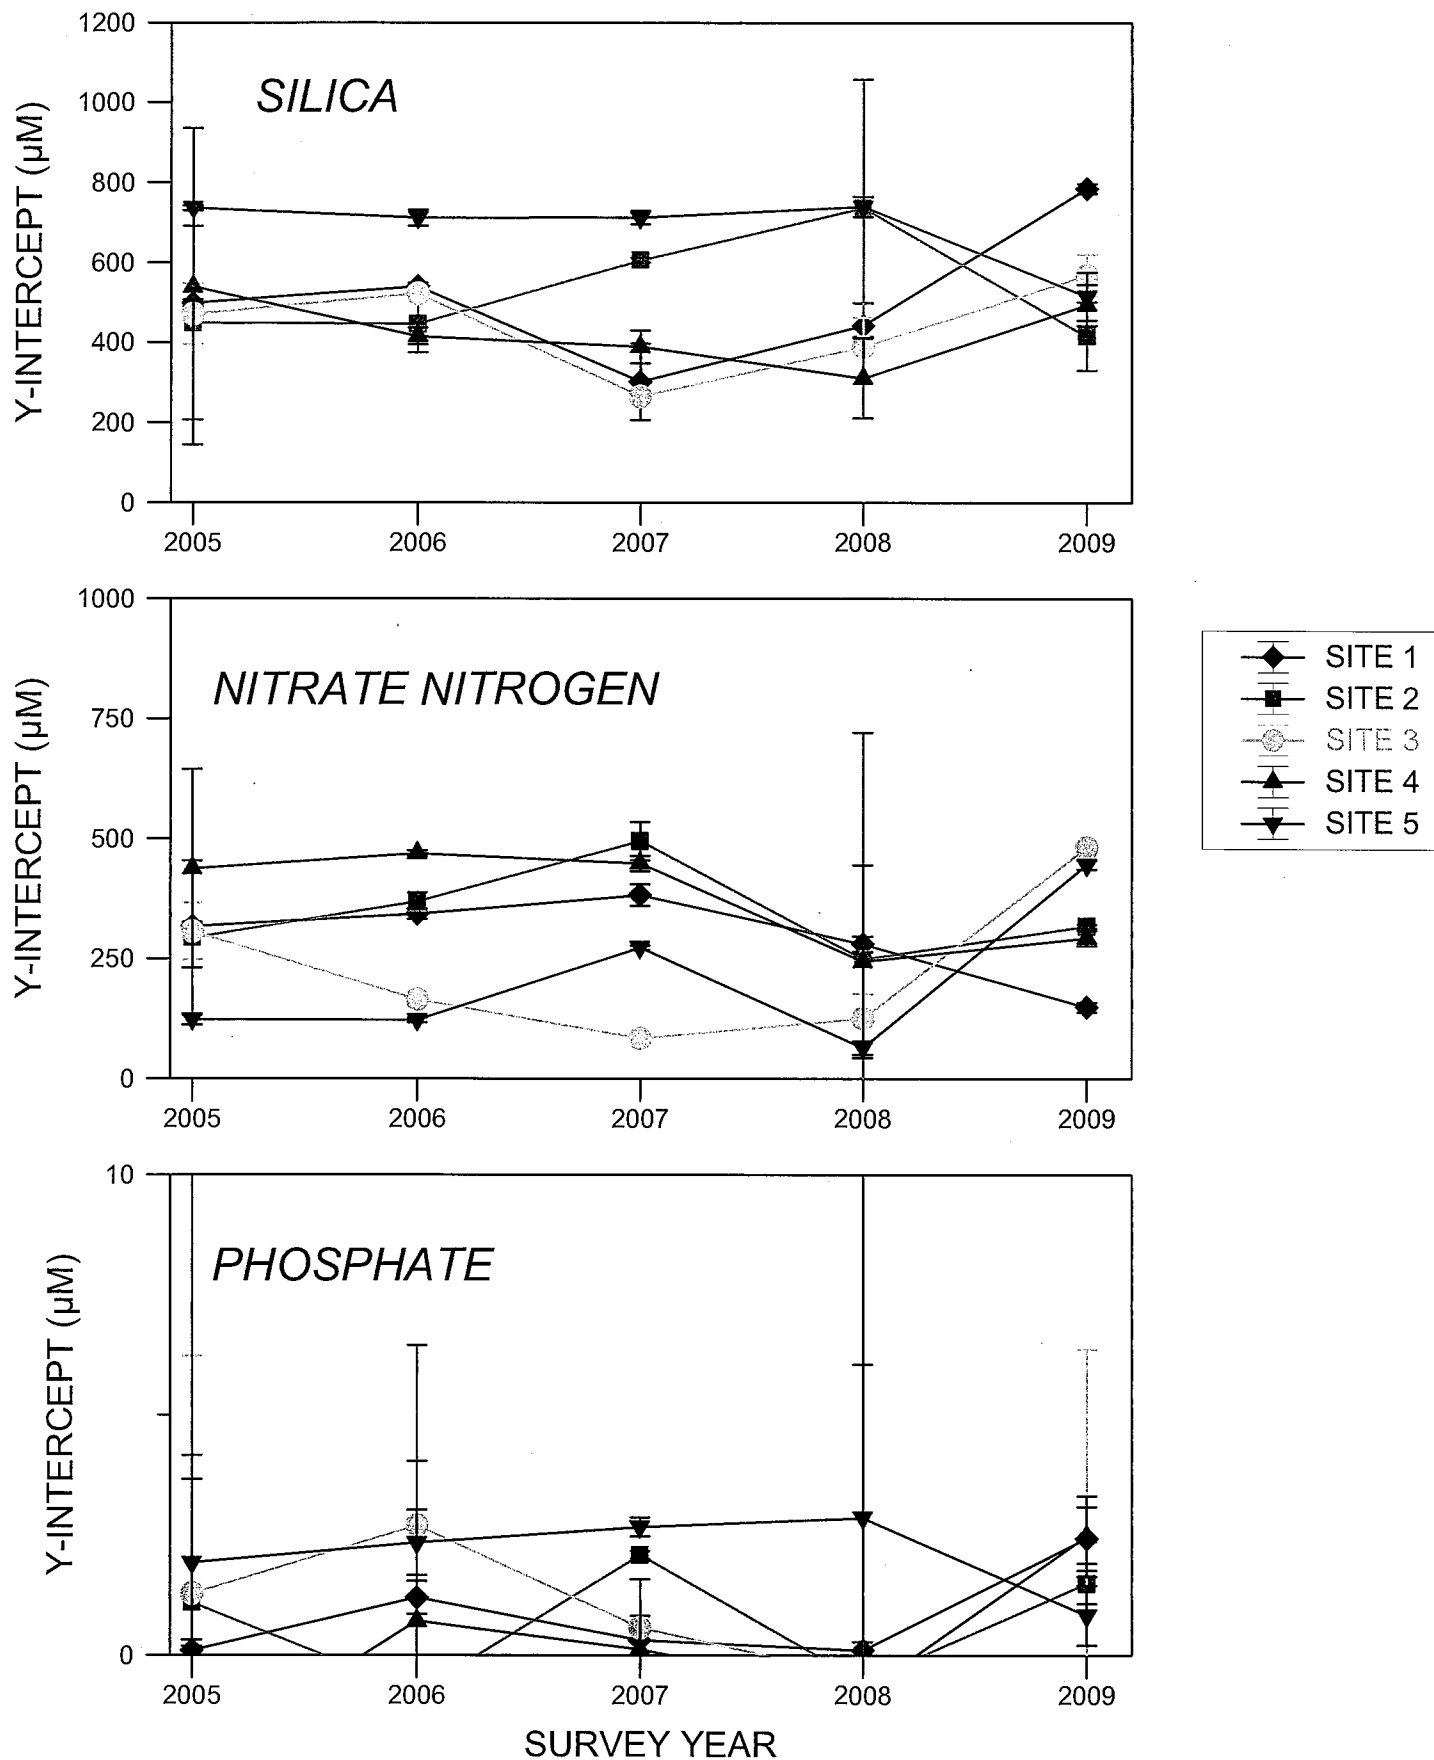 1200
1000
800
600
400
200
0
Y-INTERCEPT (µM)
SILICA
2005 2006 2007 2008 2009
1000
750
500
250
0
Y-INTERCEPT (µM)
NITRATE NITROGEN
2005 2006 2007 2008 2009
SITE 1
SITE 2
SITE 3
SITE 4
SITE 5
10
0
Y-INTERCEPT (µM)
PHOSPHATE
2005 2006 2007 2008 2009
SURVEY YEAR